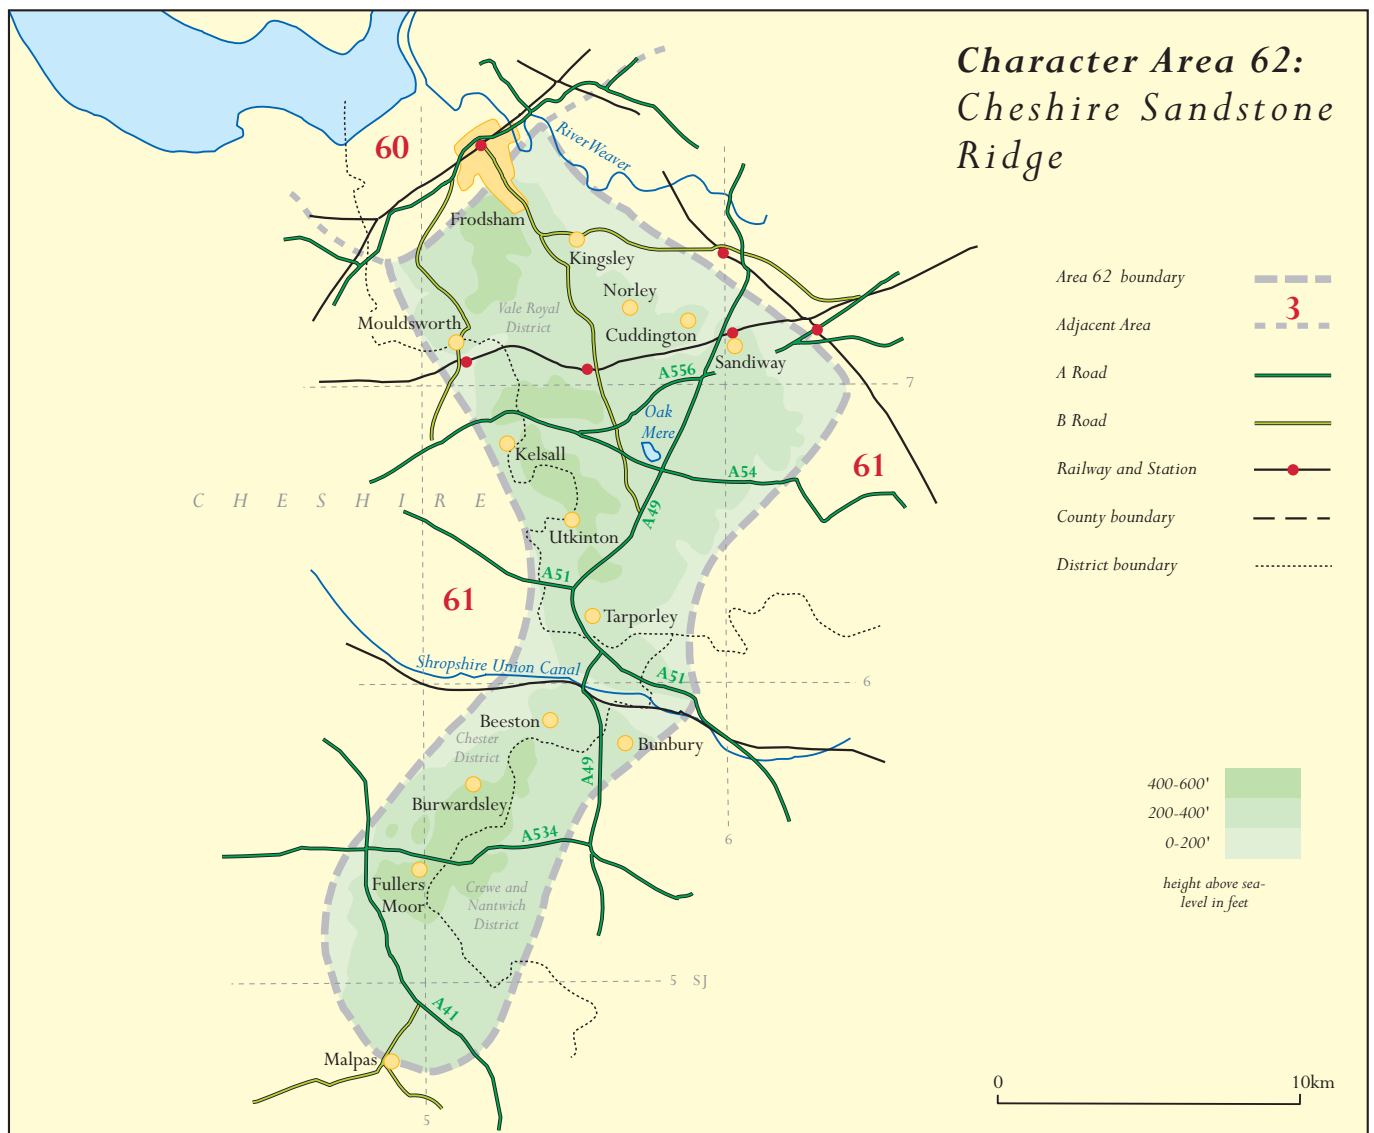 Character Area 62:
Cheshire Sandstone
Ridge
60
River Weaver
Frodsham
Kingsley
Norley
Vale Royal
District
Mouldsworth
Cuddington
Sandiway
A556
7
Oak
Mere
Kelsall
A54
61
CHESHIRE
A49
Utkinton
A51
61
Tarporley
Shropshire Union Canal
A51
6
Beeston
Chester
District
Bunbury
A49
Burwardsley
A534
6
Fullers
Moor
Crewe and
Nantwich
District
5 SJ
A41
Malpas
5
Area 62 boundary
3
Adjacent Area
A Road
B Road
Railway and Station
County boundary
District boundary
400-600'
200-400'
0-200'
height above sea-
level in feet
0 10km